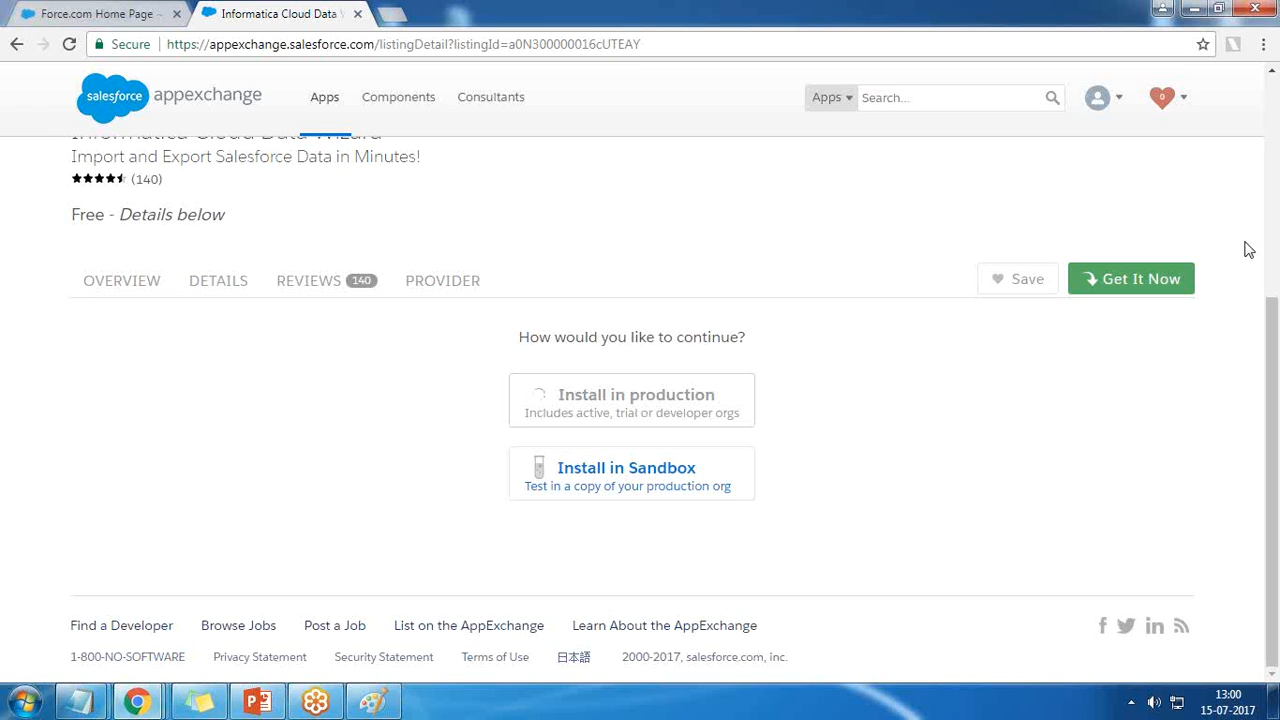 Force.com Home Page ~
Informatica Cloud Data W
Secure
https://appexchange.salesforce.com/listingDetail?listingId=a0N300000016cUTEAY
salesforce
appexchange
Apps
Components
Consultants
Apps
Search...
0
Informatica Cloud Data Wizard
Import and Export Salesforce Data in Minutes!
(140)
Free - Details below
OVERVIEW
DETAILS
REVIEWS 140
PROVIDER
Save
Get It Now
How would you like to continue?
Install in production
Includes active, trial or developer orgs
Install in Sandbox
Test in a copy of your production org
Find a Developer
Browse Jobs
Post a Job
List on the AppExchange
Learn About the AppExchange
1-800-NO-SOFTWARE
Privacy Statement
Security Statement
Terms of Use
日本語
2000-2017, salesforce.com, inc.
13:00
15-07-2017